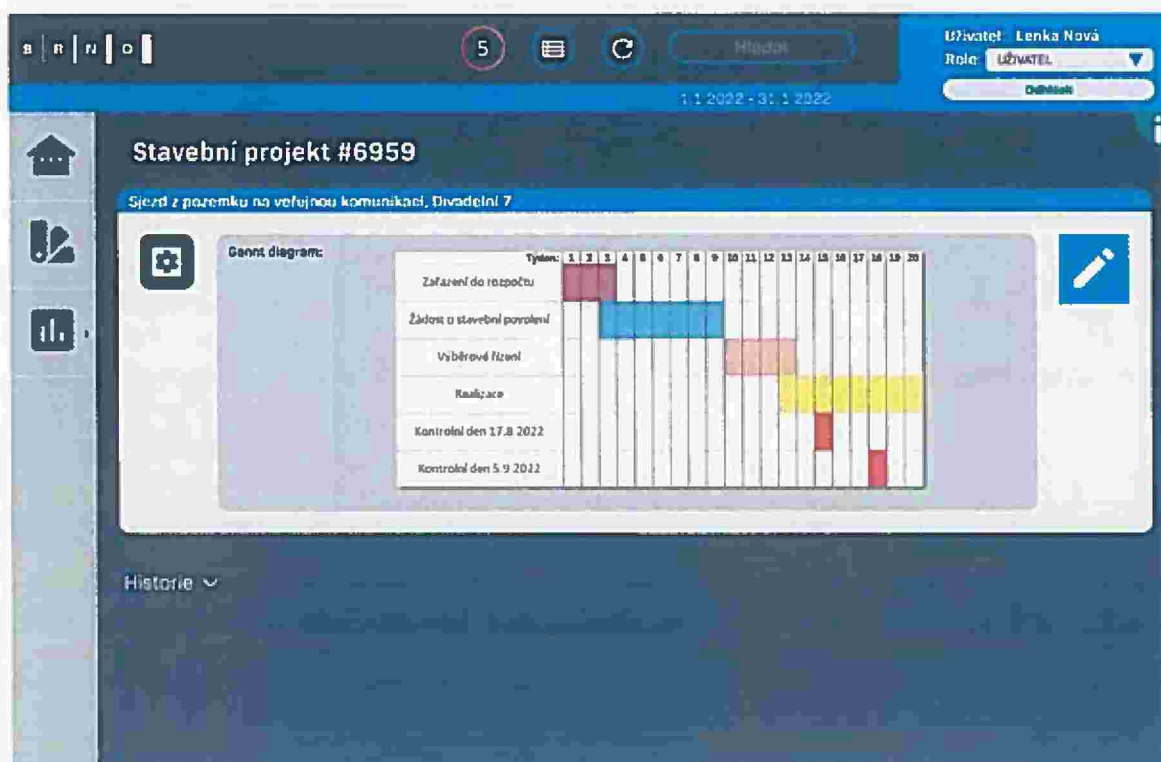 BRNO
5
Hledat
Uživatel: Lenka Nová
Role: UŽIVATEL
Odhlásit
1.1.2022 - 31.1.2022
Stavební projekt #6959
Sjezd z pozemku na veřejnou komunikaci, Divadelní 7
Gannt diagram:
Týden: 1 2 3 4 5 6 7 8 9 10 11 12 13 14 15 16 17 18 19 20
Zařazení do rozpočtu
Žádost o stavební povolení
Výběrové řízení
Realizace
Kontrolní den 17.8 2022
Kontrolní den 5.9 2022
Historie